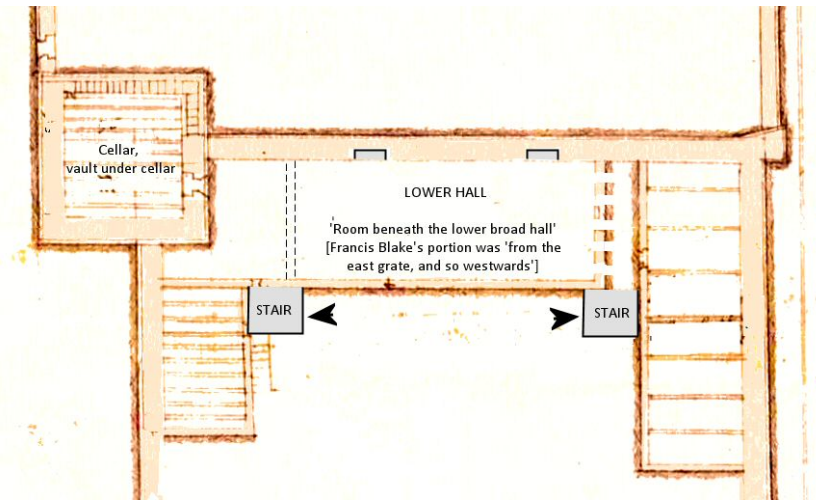 Cellar,
vault under cellar
LOWER HALL
'Room beneath the lower broad hall'
[Francis Blake's portion was 'from the
east grate, and so westwards']
STAIR
STAIR